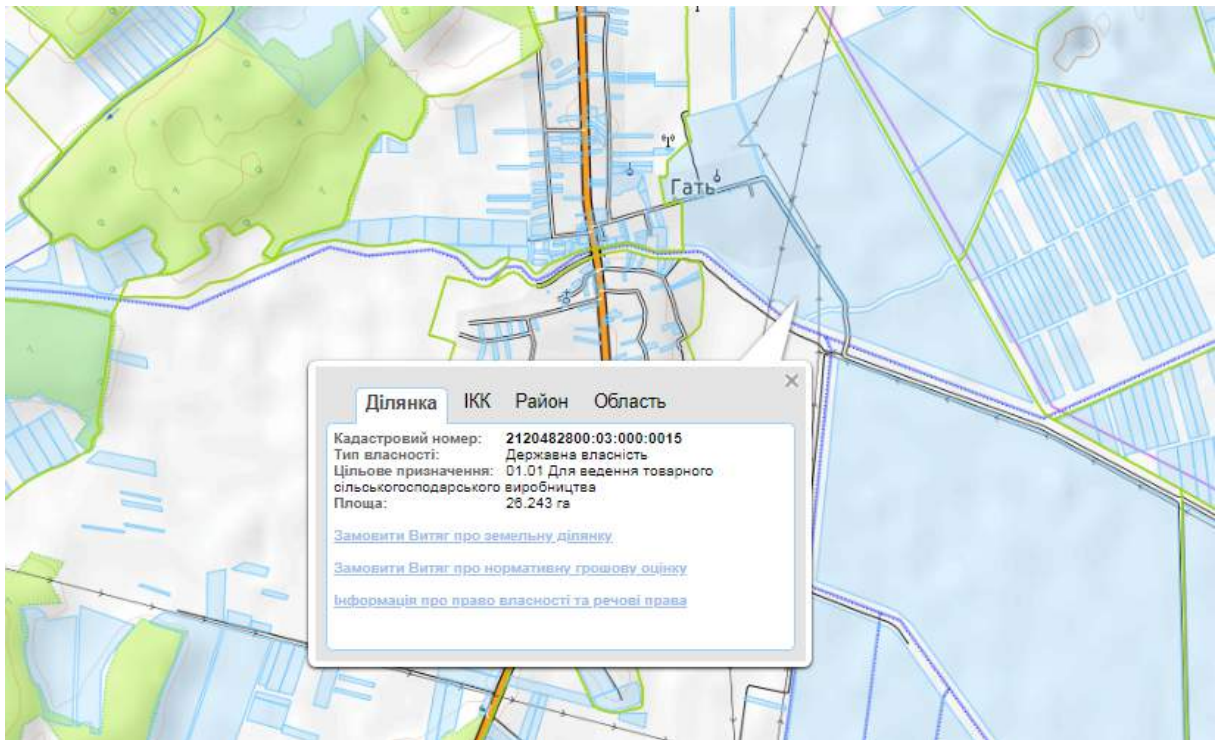 Гать
Ділянка ІКК Район Область
Кадастровий номер: 2120482800:03:000:0015
Тип власності: Державна власність
Цільове призначення: 01.01 Для ведення товарного
сільськогосподарського виробництва
Площа: 26.243 га
Замовити Витяг про земельну ділянку
Замовити Витяг про нормативну грошову оцінку
Інформація про право власності та речові права